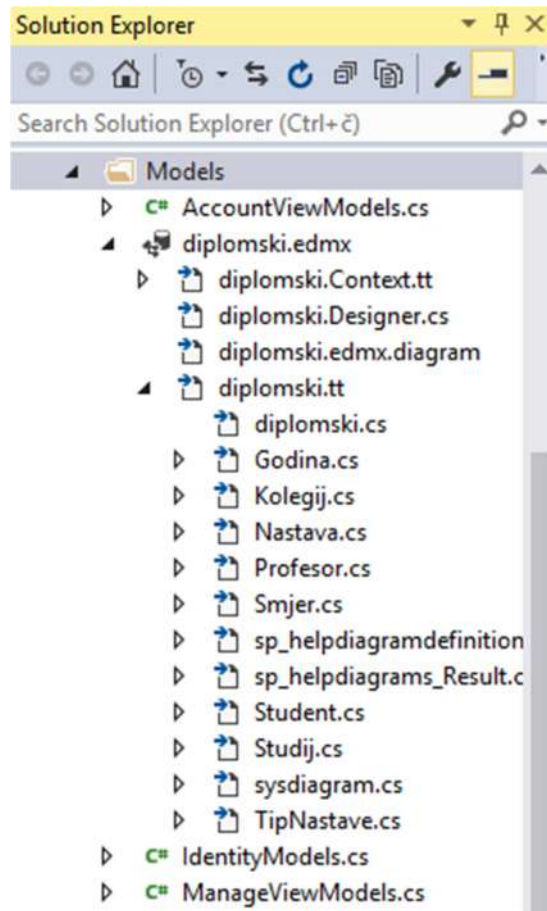 Solution Explorer
Search Solution Explorer (Ctrl+č)
Models
C# AccountViewModels.cs
diplomski.edmx
diplomski.Context.tt
diplomski.Designer.cs
diplomski.edmx.diagram
diplomski.tt
diplomski.cs
Godina.cs
Kolegij.cs
Nastava.cs
Profesor.cs
Smjer.cs
sp_helpdiagramdefinition
sp_helpdiagrams_Result.c
Student.cs
Studij.cs
sysdiagram.cs
TipNastave.cs
C# IdentityModels.cs
C# ManageViewModels.cs